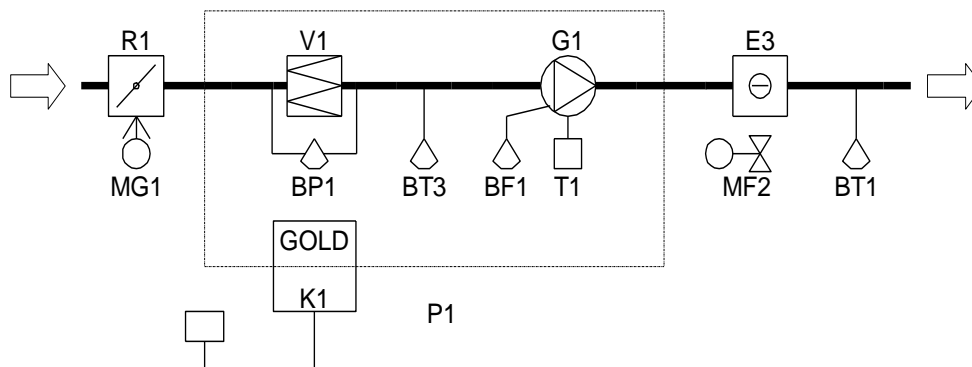 R1 V1 G1 E3
MG1 BP1 BT3 BF1 T1 MF2 BT1
GOLD
K1
P1